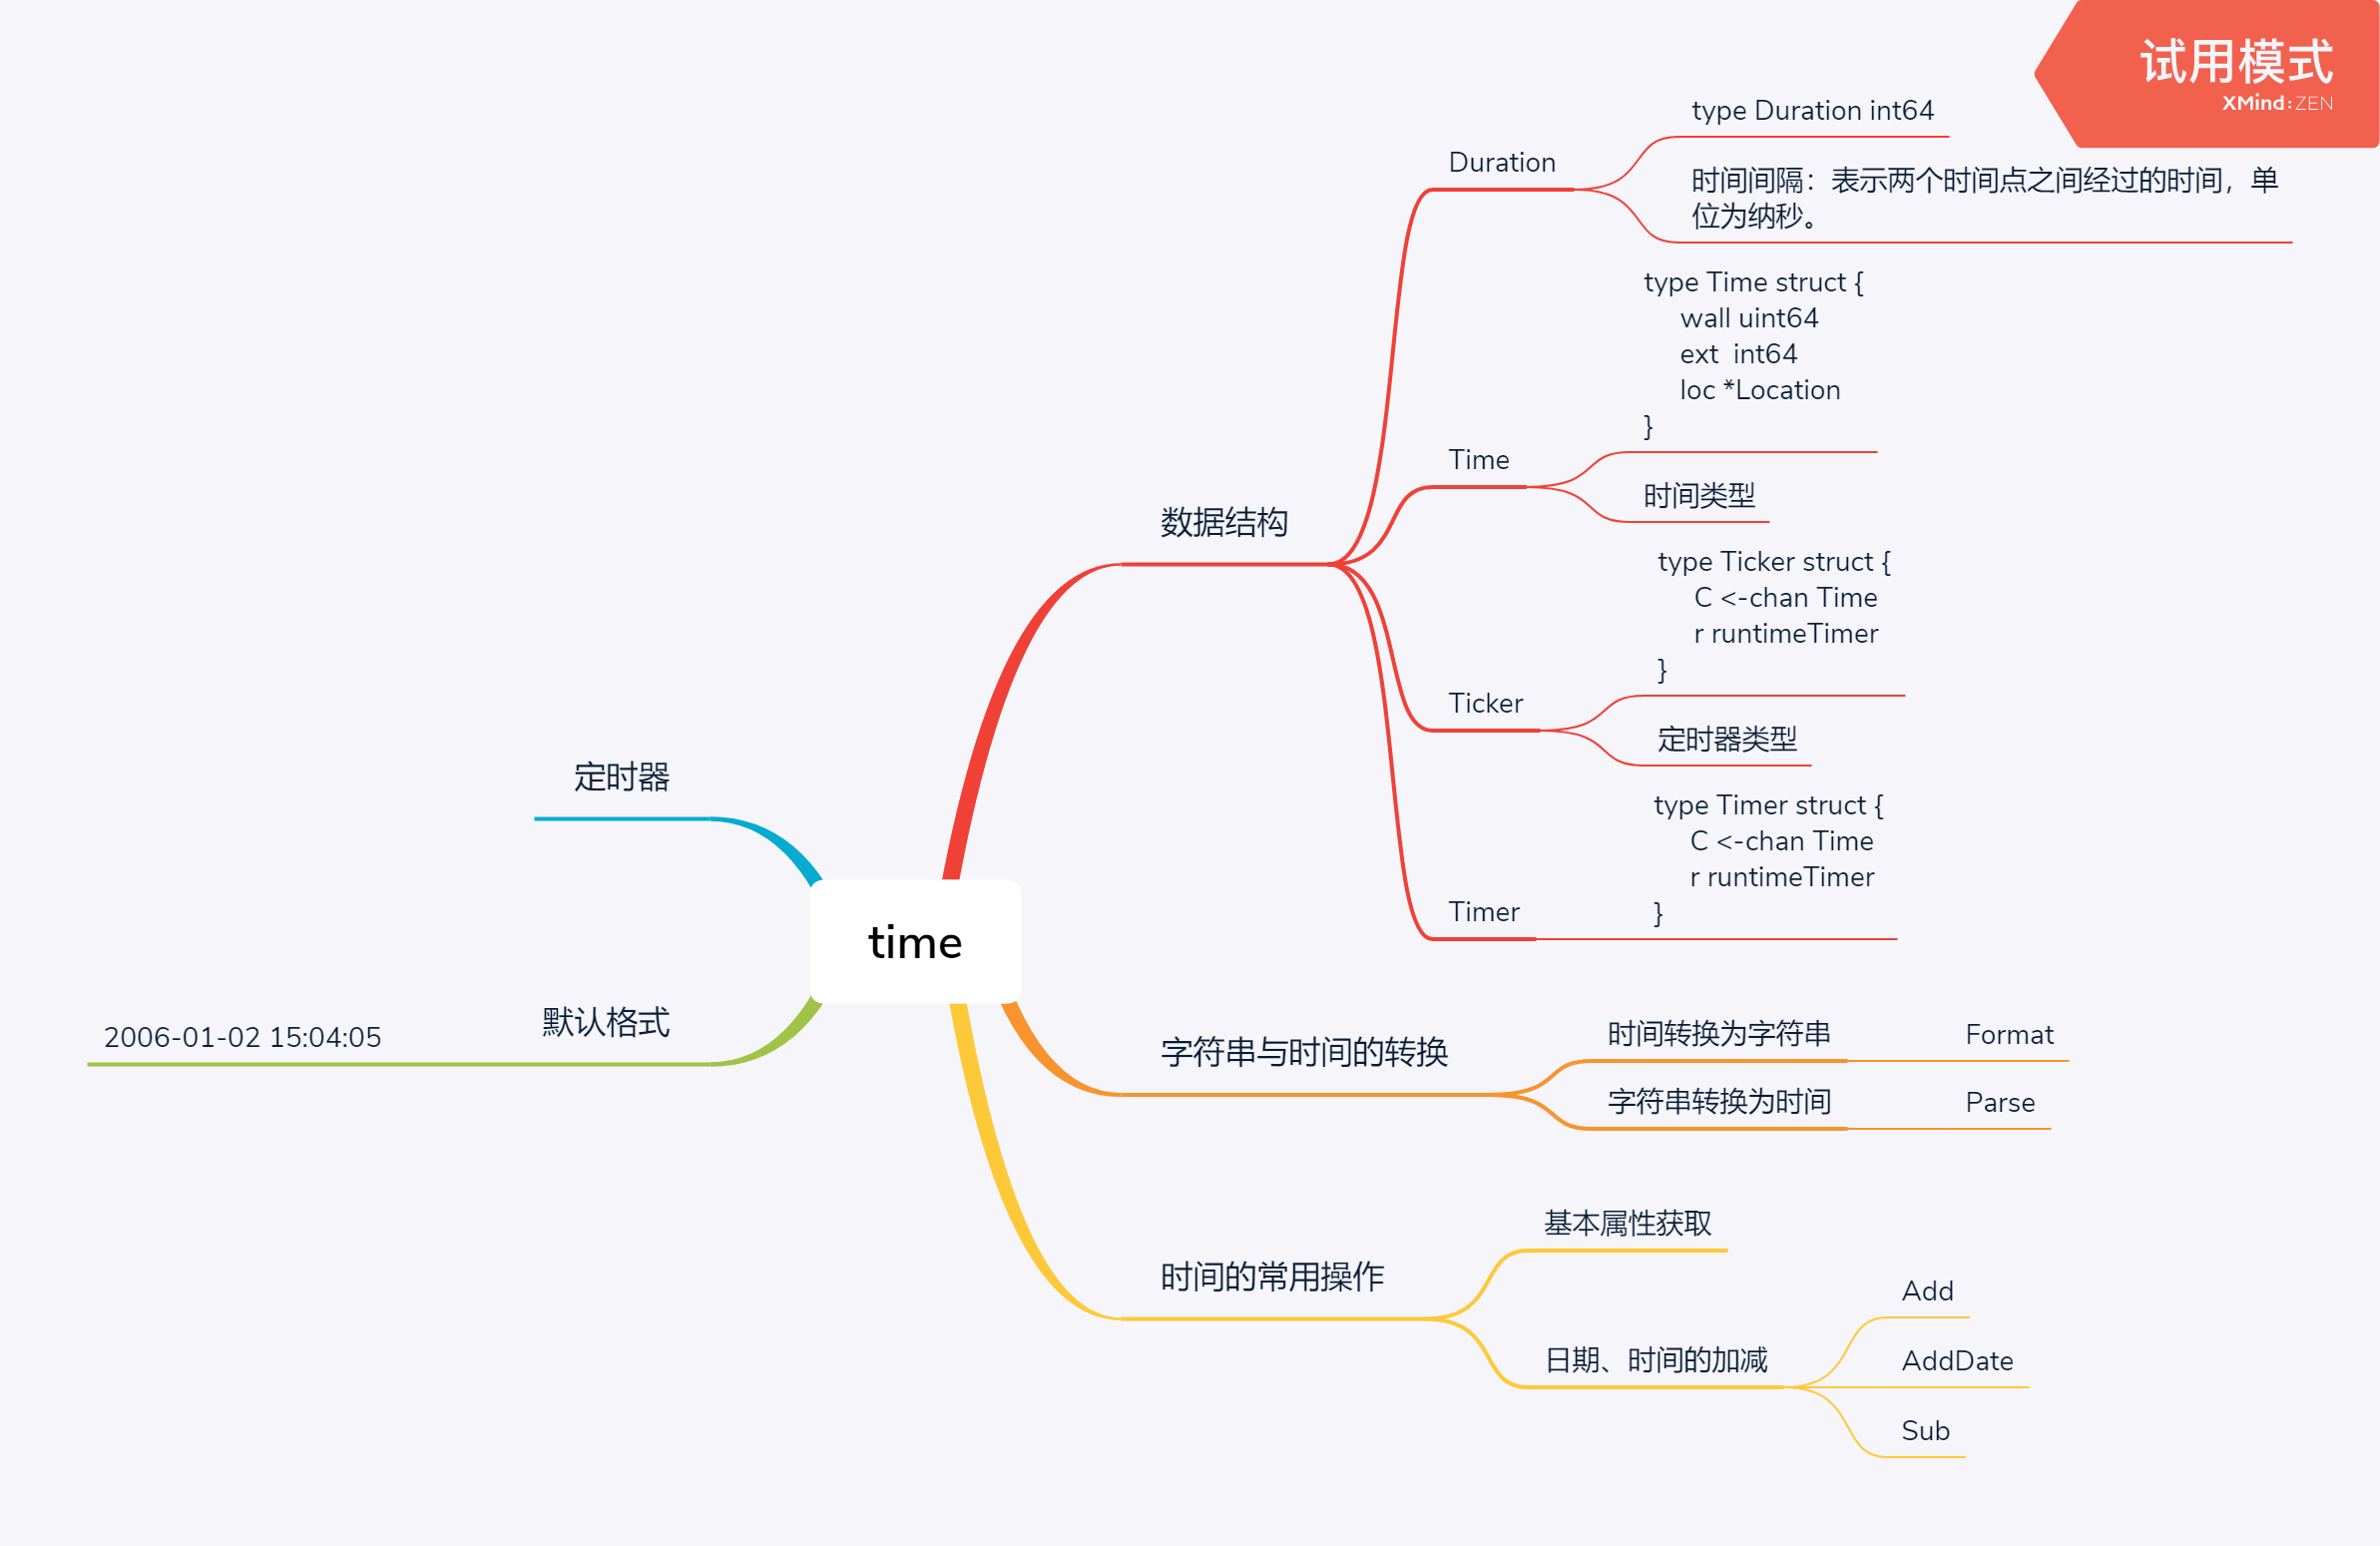 试用模式
XMind:ZEN
time
数据结构
Duration
type Duration int64
时间间隔：表示两个时间点之间经过的时间，单
位为纳秒。
Time
type Time struct {
wall uint64
ext  int64
loc *Location
}
时间类型
Ticker
type Ticker struct {
C <-chan Time
r runtimeTimer
}
定时器类型
Timer
type Timer struct {
C <-chan Time
r runtimeTimer
}
字符串与时间的转换
时间转换为字符串
Format
字符串转换为时间
Parse
时间的常用操作
基本属性获取
日期、时间的加减
Add
AddDate
Sub
定时器
默认格式
2006-01-02 15:04:05